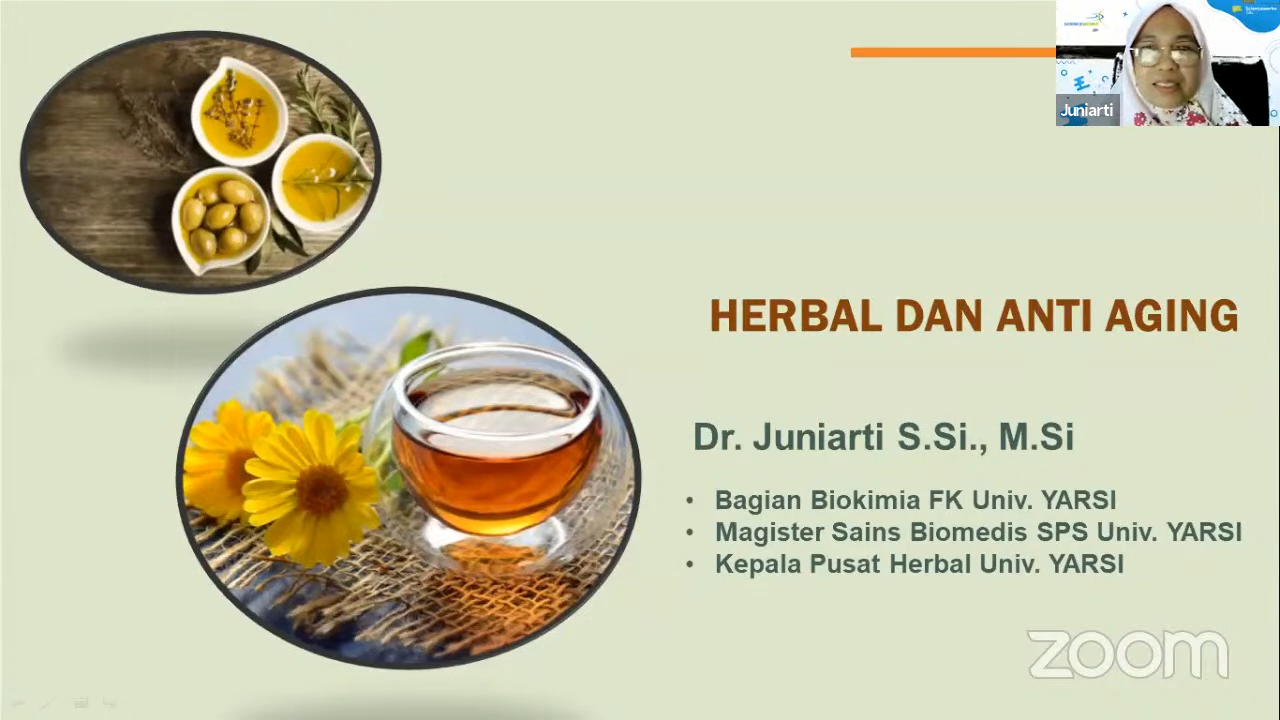 Juniarti
HERBAL DAN ANTI AGING
Dr. Juniarti S.Si., M.Si
• Bagian Biokimia FK Univ. YARSI
• Magister Sains Biomedis SPS Univ. YARSI
• Kepala Pusat Herbal Univ. YARSI
zoom